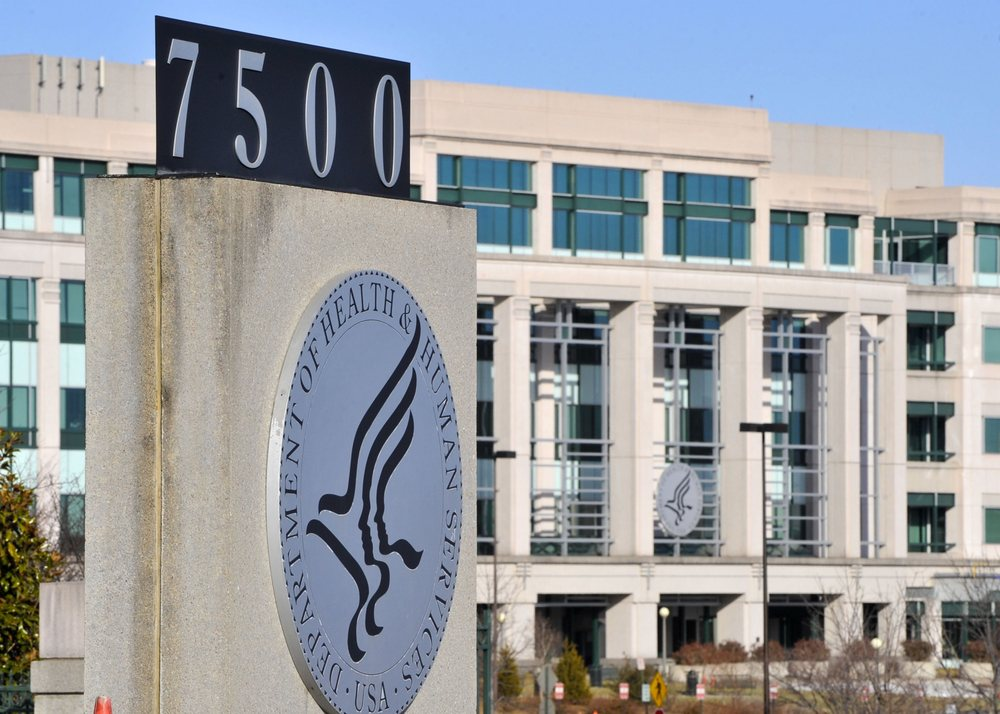 7500
DEPARTMENT OF HEALTH & HUMAN SERVICES · USA ·